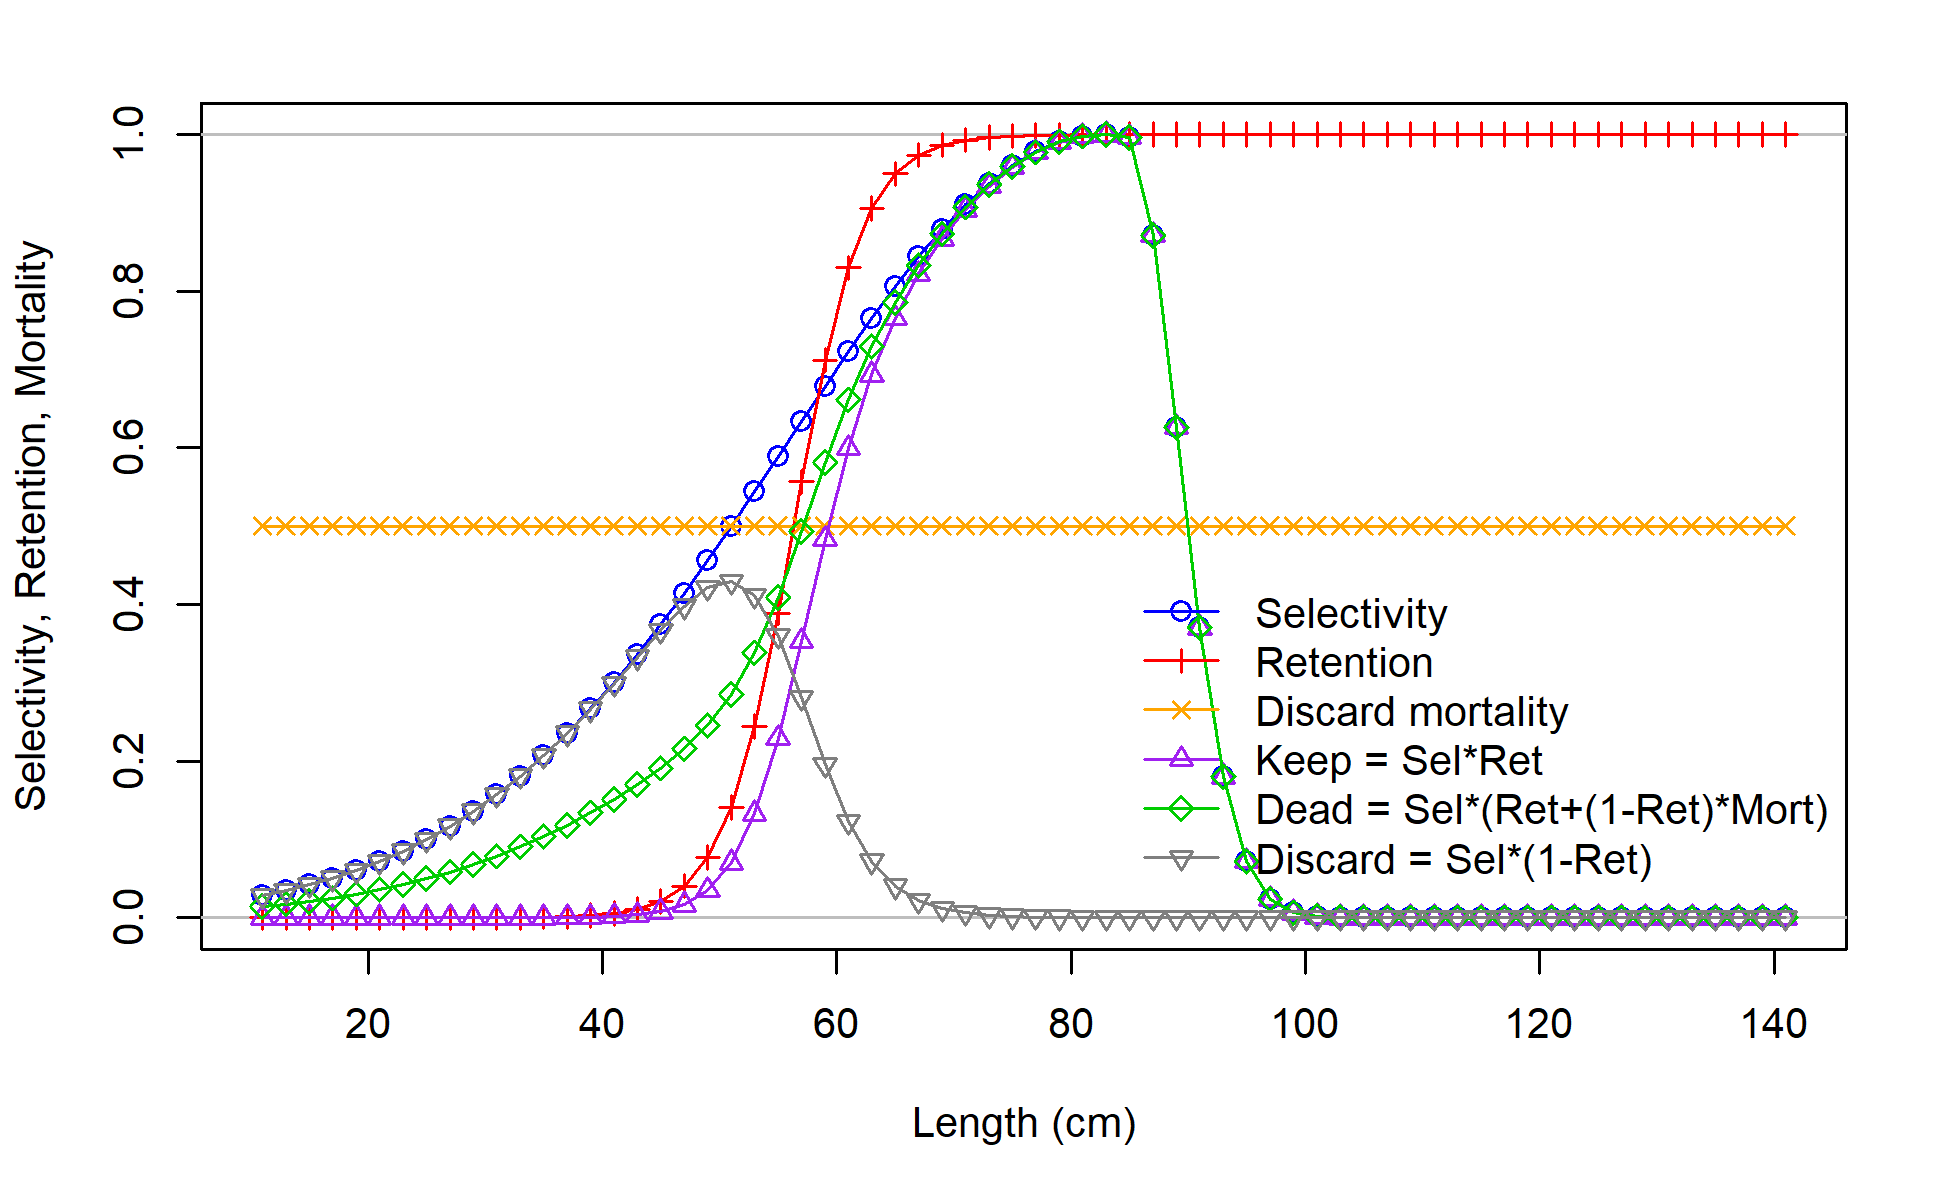 Selectivity, Retention, Mortality
1.0
0.8
0.6
0.4
0.2
0.0
Selectivity
Retention
Discard mortality
Keep = Sel*Ret
Dead = Sel*(Ret+(1-Ret)*Mort)
Discard = Sel*(1-Ret)
20 40 60 80 100 120 140
Length (cm)